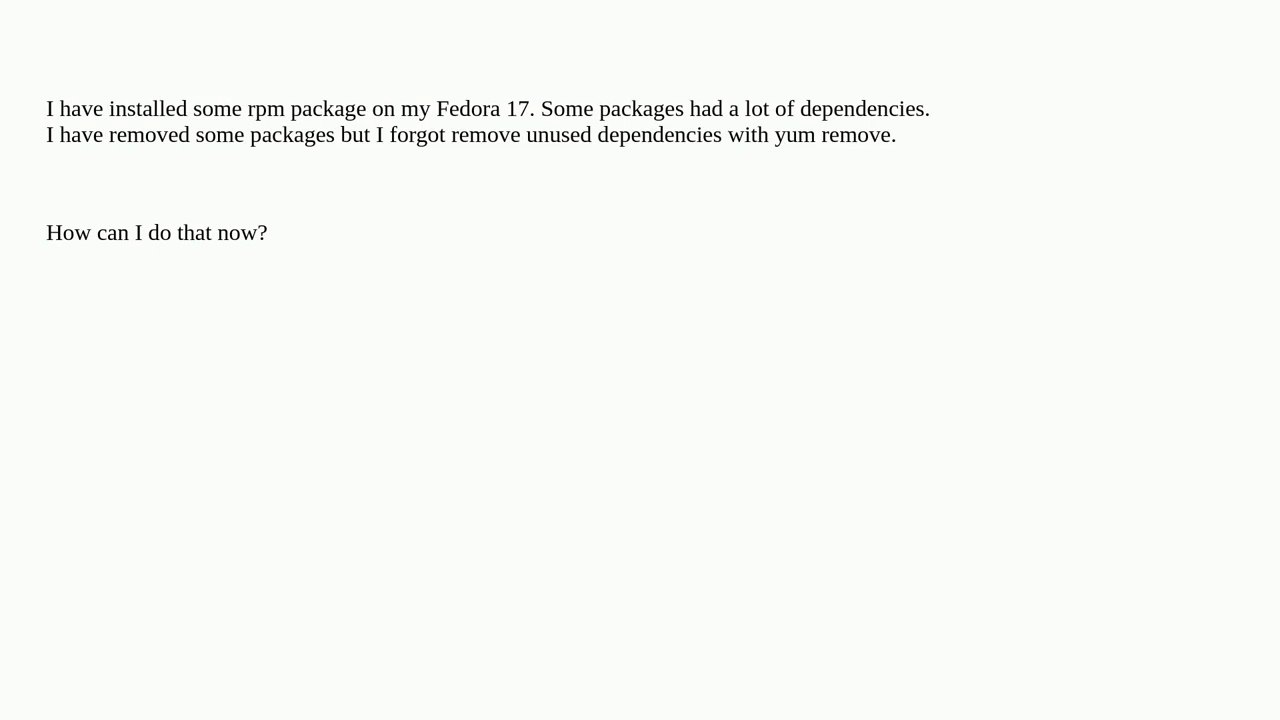 I have installed some rpm package on my Fedora 17. Some packages had a lot of dependencies.
I have removed some packages but I forgot remove unused dependencies with yum remove.
How can I do that now?